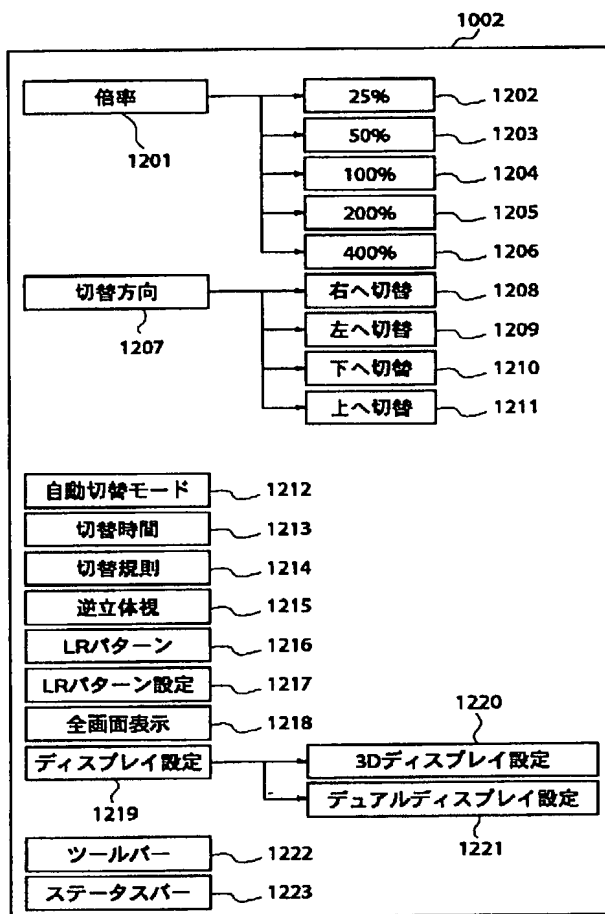 1002
倍率
25%
1202
1201
50%
1203
100%
1204
200%
1205
400%
1206
切替方向
右へ切替
1208
1207
左へ切替
1209
下へ切替
1210
上へ切替
1211
自動切替モード
1212
切替時間
1213
切替規則
1214
逆立体視
1215
LRパターン
1216
LRパターン設定
1217
全画面表示
1218
1220
ディスプレイ設定
3Dディスプレイ設定
1219
デュアルディスプレイ設定
1221
ツールバー
1222
ステータスバー
1223